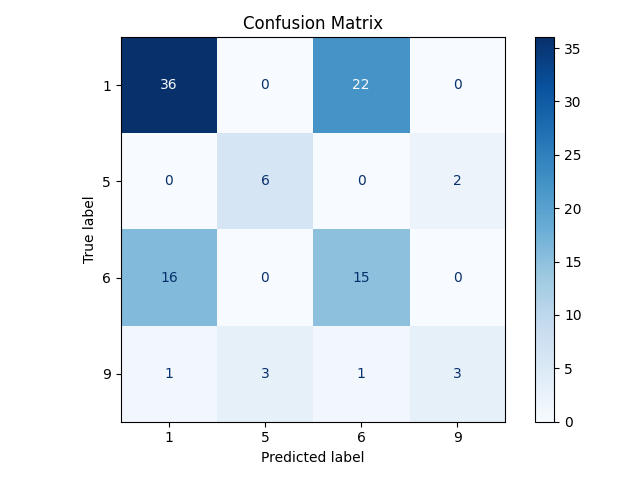 Confusion Matrix
True label
1 36 0 22 0
5 0 6 0 2
6 16 0 15 0
9 1 3 1 3
1 5 6 9
Predicted label
35
30
25
20
15
10
5
0